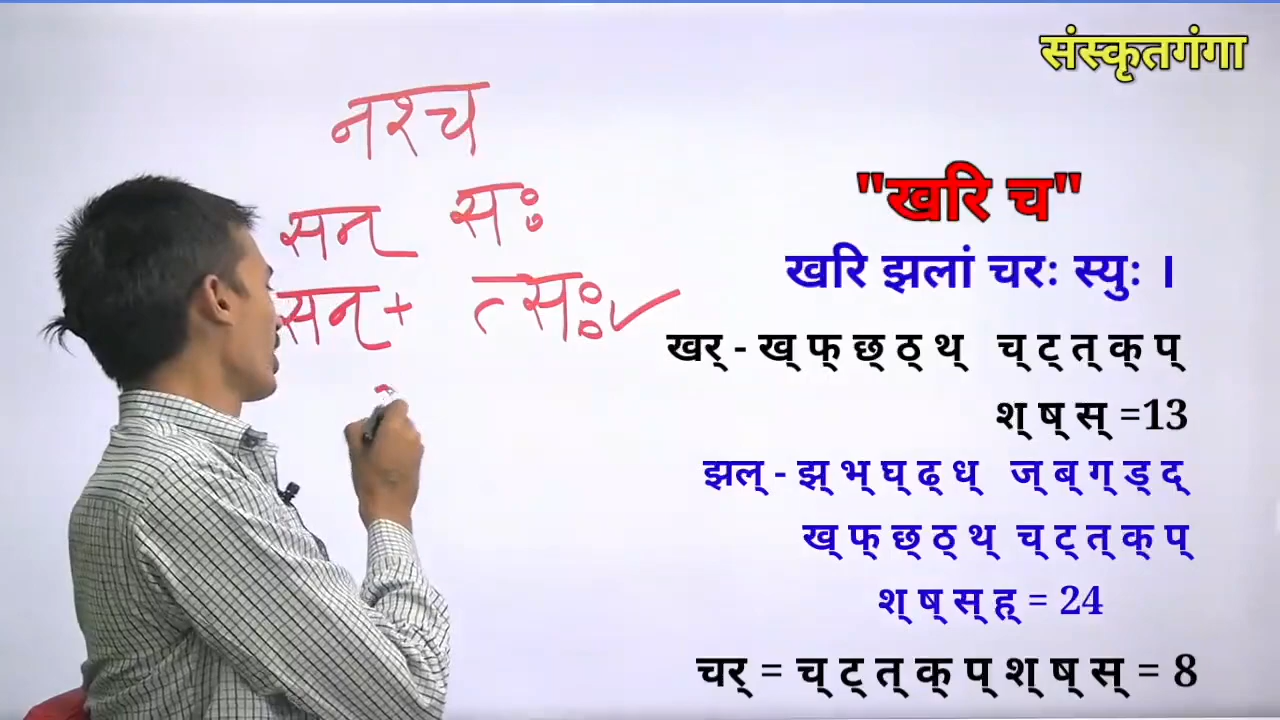 संस्कृतगंगा
नश्च
सन् सः
सन् + त्सः ✓
"खरि च"
खरि झलां चरः स्युः ।
खर् - ख् फ् छ् ठ् थ् च् ट् त् क् प्
श् ष् स् =13
झल् - झ् भ् घ् ढ् ध् ज् ब् ग् ड् द्
ख् फ् छ् ठ् थ् च् ट् त् क् प्
श् ष् स् ह् = 24
चर् = च् ट् त् क् प् श् ष् स् = 8